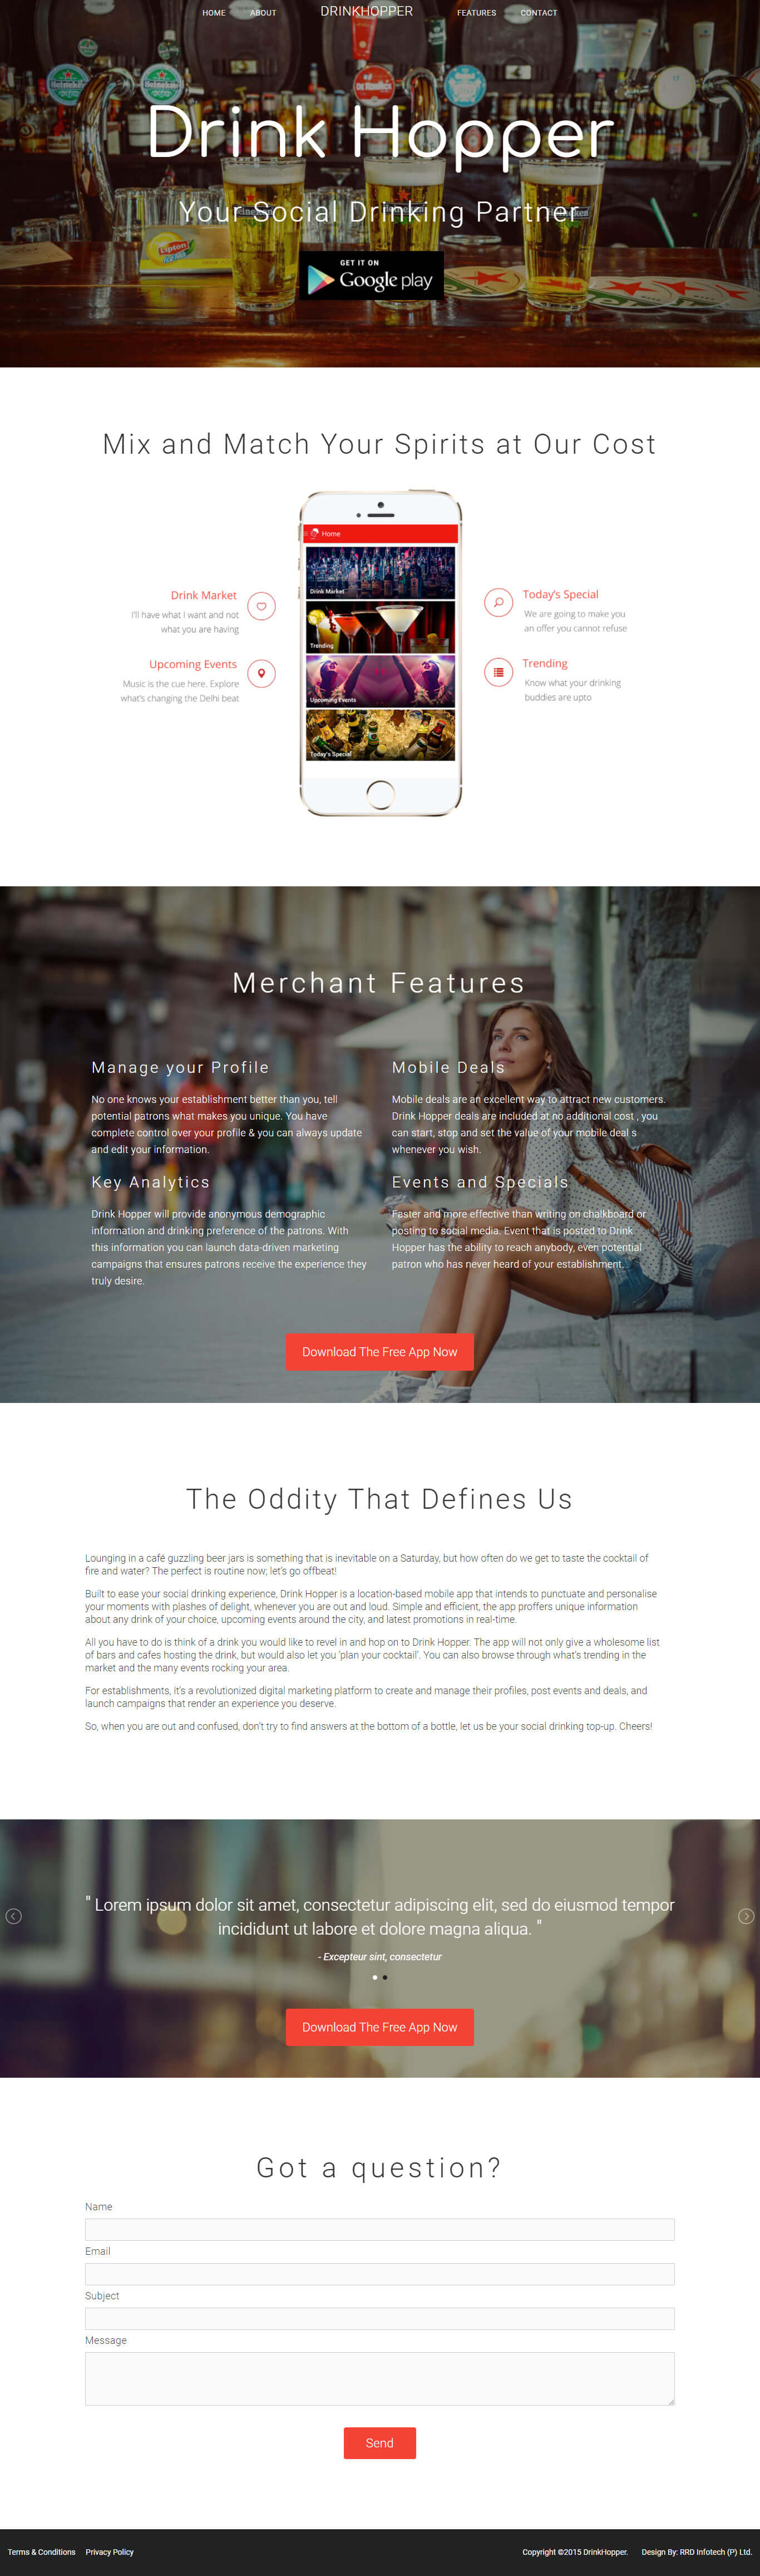 HOME ABOUT DRINKHOPPER FEATURES CONTACT
Drink Hopper
Your Social Drinking Partner
Heineken
Heineken
Lipton
GET IT ON
Google play
Mix and Match Your Spirits at Our Cost
Home
Drink Market
Trending
Upcoming Events
Today's Special
Drink Market
I'll have what I want and not
what you are having
Upcoming Events
Music is the cue here. Explore
what's changing the Delhi beat
Today's Special
We are going to make you
an offer you cannot refuse
Trending
Know what your drinking
buddies are upto
Merchant Features
Manage your Profile
No one knows your establishment better than you, tell
potential patrons what makes you unique. You have
complete control over your profile & you can always update
and edit your information.
Mobile Deals
Mobile deals are an excellent way to attract new customers.
Drink Hopper deals are included at no additional cost , you
can start, stop and set the value of your mobile deal s
whenever you wish.
Key Analytics
Drink Hopper will provide anonymous demographic
information and drinking preference of the patrons. With
this information you can launch data-driven marketing
campaigns that ensures patrons receive the experience they
truly desire.
Events and Specials
Faster and more effective than writing on chalkboard or
posting to social media. Event that is posted to Drink
Hopper has the ability to reach anybody, even potential
patron who has never heard of your establishment.
Download The Free App Now
The Oddity That Defines Us
Lounging in a café guzzling beer jars is something that is inevitable on a Saturday, but how often do we get to taste the cocktail of
fire and water? The perfect is routine now; let's go offbeat!
Built to ease your social drinking experience, Drink Hopper is a location-based mobile app that intends to punctuate and personalise
your moments with plashes of delight, whenever you are out and loud. Simple and efficient, the app proffers unique information
about any drink of your choice, upcoming events around the city, and latest promotions in real-time.
All you have to do is think of a drink you would like to revel in and hop on to Drink Hopper. The app will not only give a wholesome list
of bars and cafes hosting the drink, but would also let you 'plan your cocktail'. You can also browse through what's trending in the
market and the many events rocking your area.
For establishments, it's a revolutionized digital marketing platform to create and manage their profiles, post events and deals, and
launch campaigns that render an experience you deserve.
So, when you are out and confused, don't try to find answers at the bottom of a bottle, let us be your social drinking top-up. Cheers!
" Lorem ipsum dolor sit amet, consectetur adipiscing elit, sed do eiusmod tempor
incididunt ut labore et dolore magna aliqua. "
- Excepteur sint, consectetur
Download The Free App Now
Got a question?
Name
Email
Subject
Message
Send
Terms & Conditions Privacy Policy Copyright ©2015 DrinkHopper. Design By: RRD Infotech (P) Ltd.